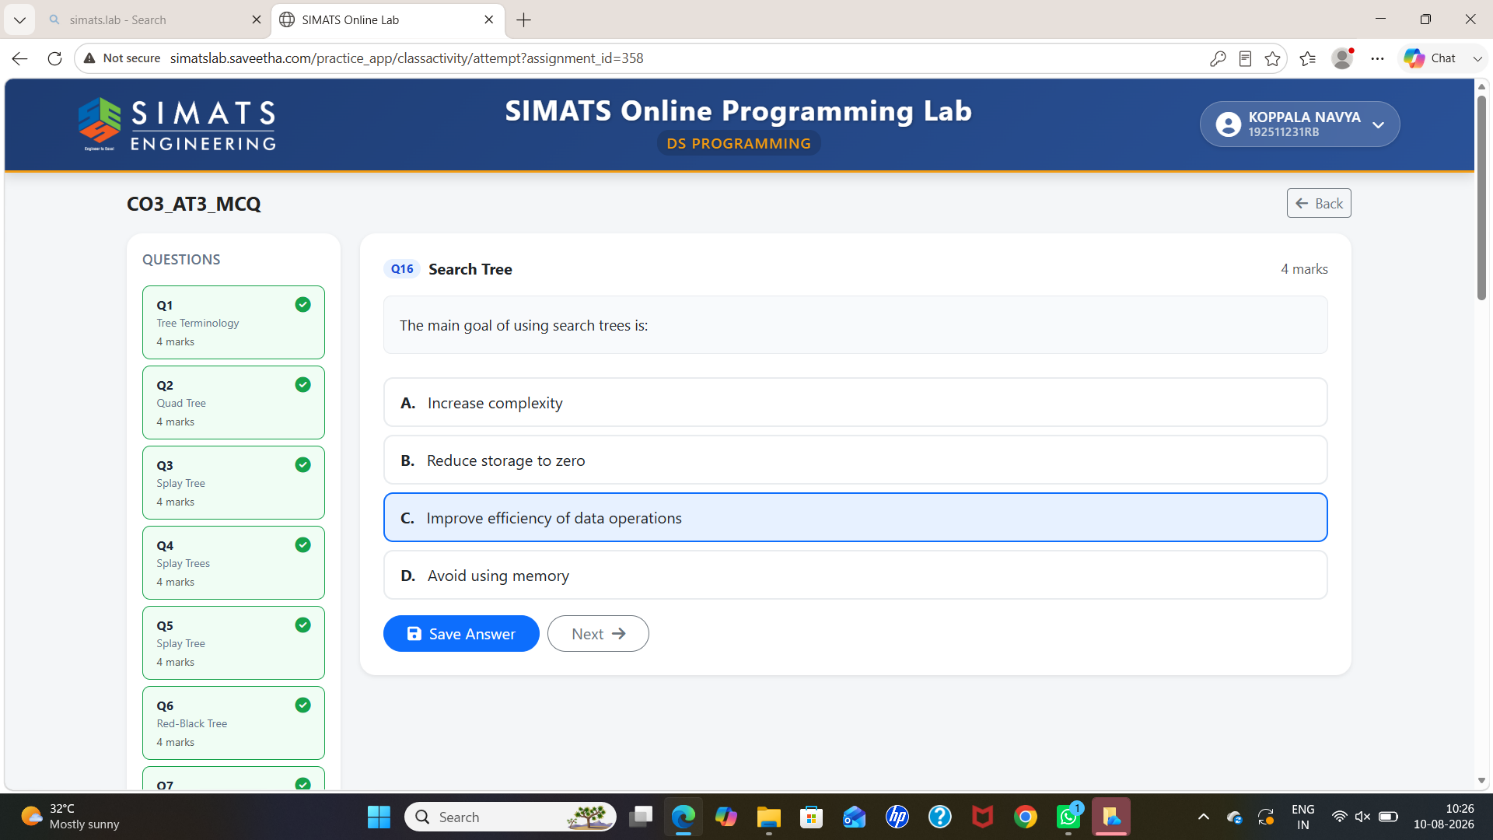 simats.lab - Search
SIMATS Online Lab
Not secure simatslab.saveetha.com/practice_app/classactivity/attempt?assignment_id=358
Chat
SIMATS
ENGINEERING
SIMATS Online Programming Lab
DS PROGRAMMING
KOPPALA NAVYA
192511231RB
CO3_AT3_MCQ
Back
QUESTIONS
Q1
Tree Terminology
4 marks
Q2
Quad Tree
4 marks
Q3
Splay Tree
4 marks
Q4
Splay Trees
4 marks
Q5
Splay Tree
4 marks
Q6
Red-Black Tree
4 marks
Q7
Q16 Search Tree
4 marks
The main goal of using search trees is:
A. Increase complexity
B. Reduce storage to zero
C. Improve efficiency of data operations
D. Avoid using memory
Save Answer
Next
32°C
Mostly sunny
Search
hp
1
ENG
IN
10:26
10-08-2026